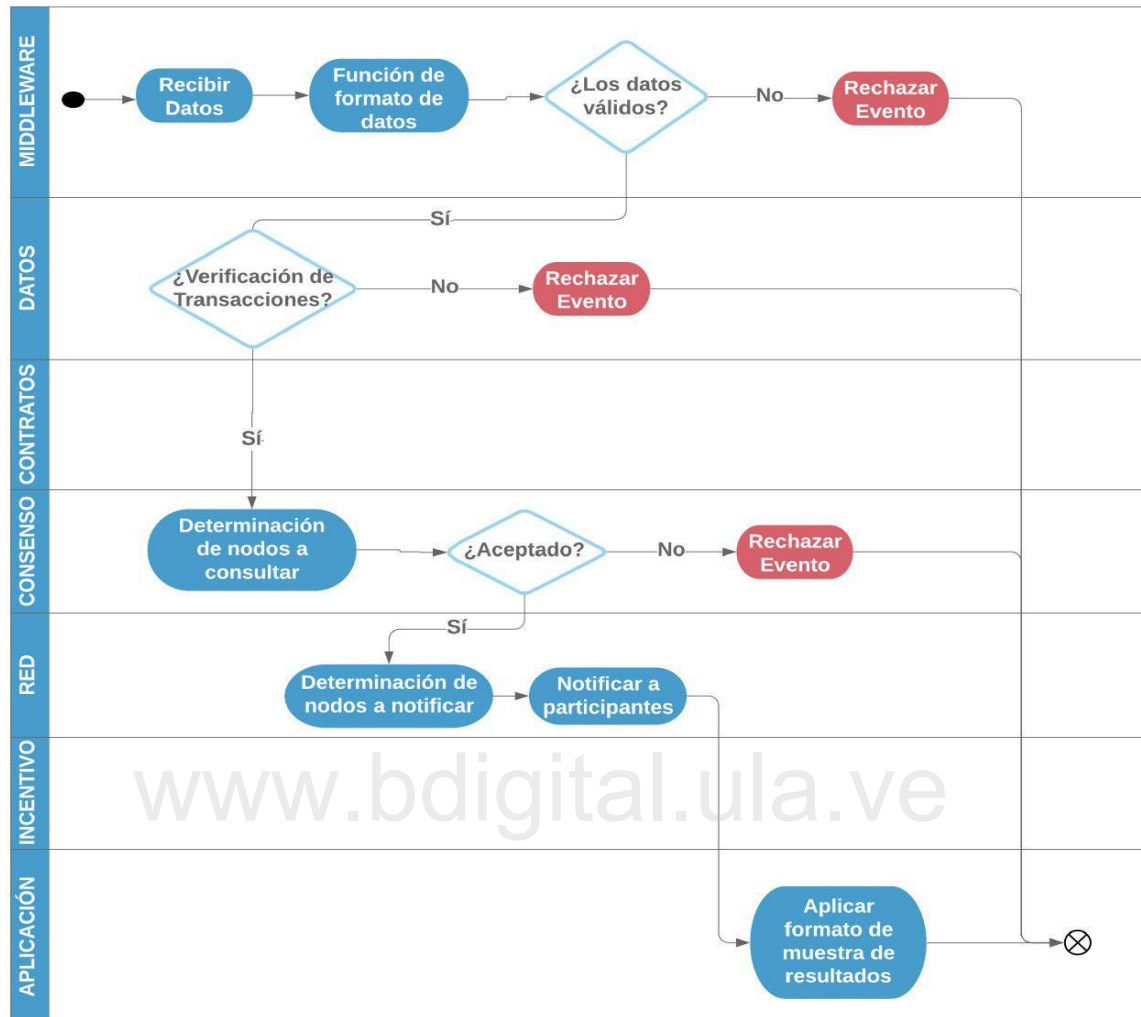 MIDDLEWARE
Recibir
Datos
Función de
formato de
datos
¿Los datos
válidos?
No
Rechazar
Evento
Sí
DATOS
¿Verificación de
Transacciones?
No
Rechazar
Evento
CONTRATOS
Sí
CONSENSO
Determinación
de nodos a
consultar
¿Aceptado?
No
Rechazar
Evento
Sí
RED
Determinación de
nodos a notificar
Notificar a
participantes
INCENTIVO
www.bdigital.ula.ve
APLICACIÓN
Aplicar
formato de
muestra de
resultados